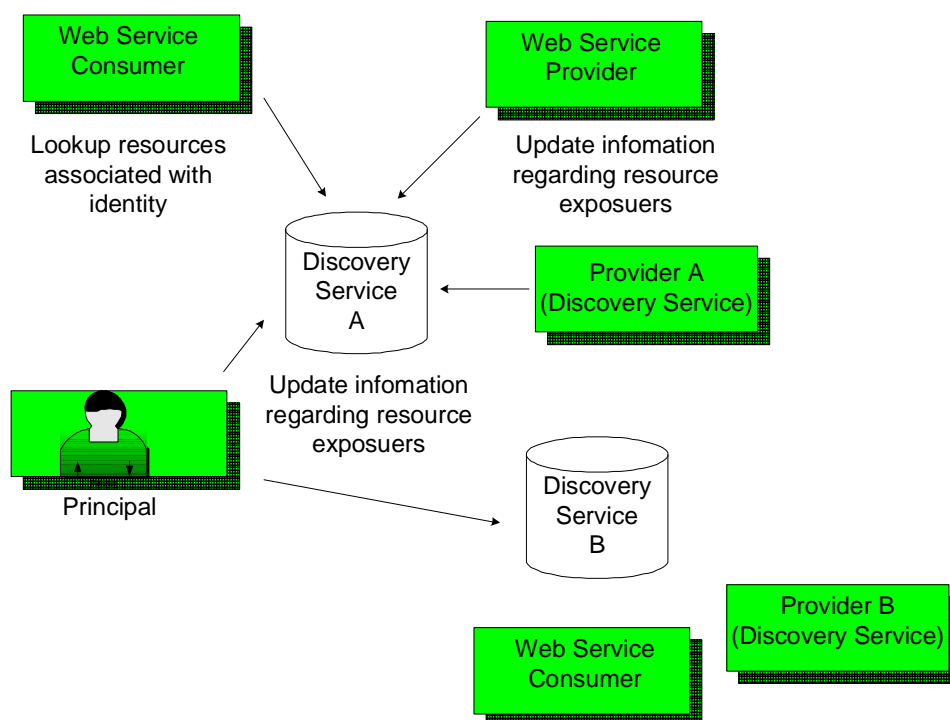 Web Service
Consumer
Web Service
Provider
Lookup resources
associated with
identity
Update infomation
regarding resource
exposuers
Discovery
Service
A
Provider A
(Discovery Service)
Update infomation
regarding resource
exposuers
Principal
Discovery
Service
B
Provider B
(Discovery Service)
Web Service
Consumer